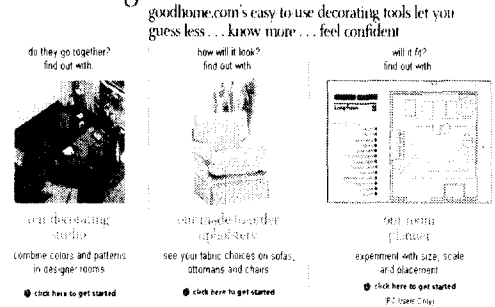 goodhome.com's easy to use decorating tools let you
guess less . . . know more . . . feel confident
do they go together?
find out with.
our decorating
studio
combine colors and patterns
in designer rooms
click here to get started
how will it look?
find out with
our made-to-order
upholstery
see your fabric choices on sofas,
ottomans and chairs
click here to get started
will it fit?
find out with
our room
planner
experiment with size, scale
and placement
click here to get started
(PC Users Only)